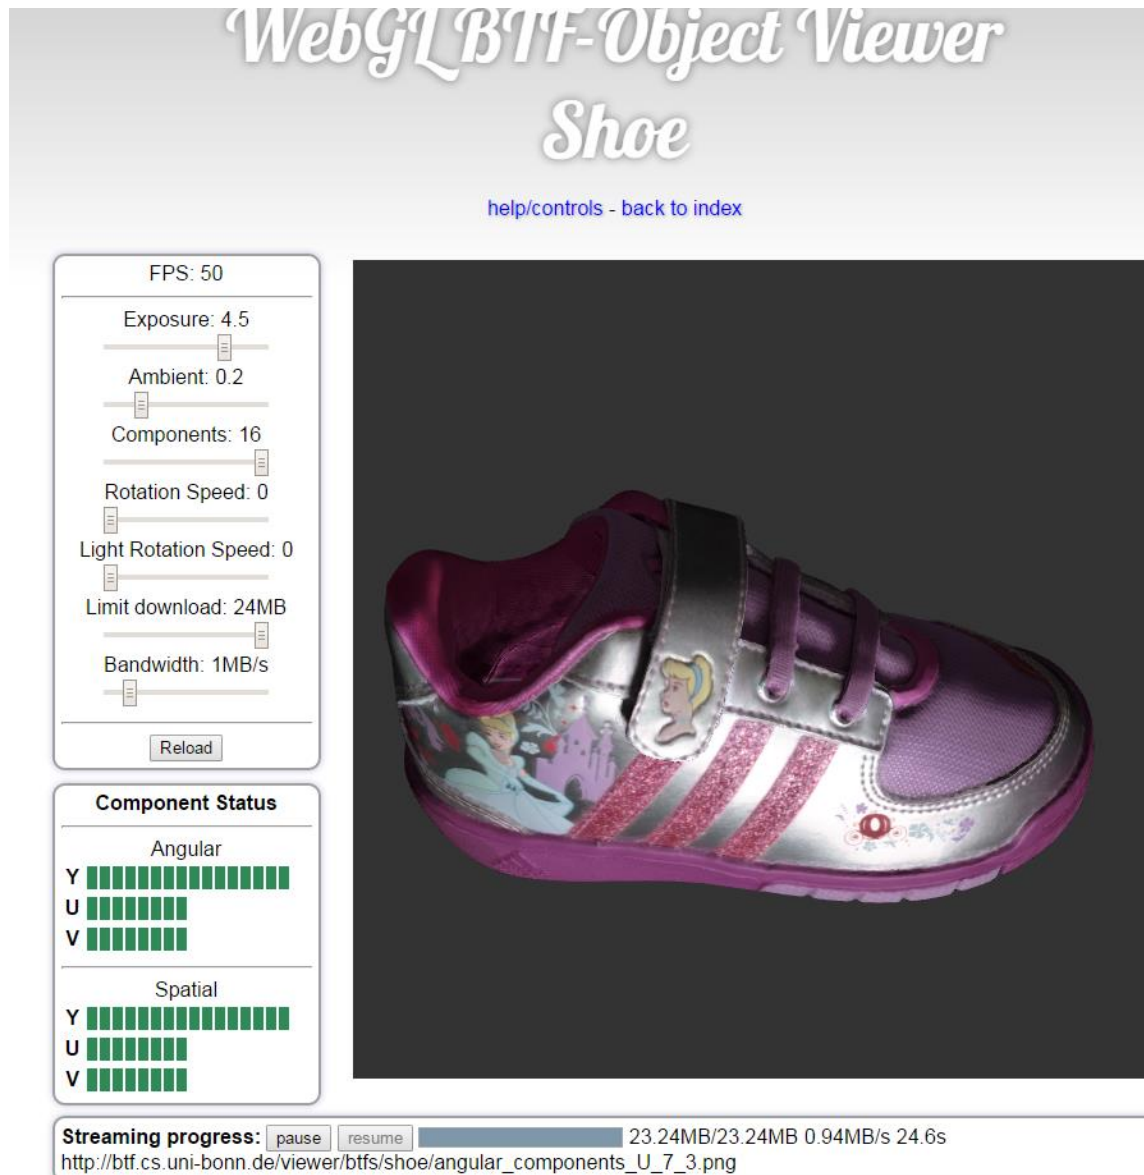 WebGL BTF-Object Viewer
Shoe
help/controls - back to index
FPS: 50
Exposure: 4.5
Ambient: 0.2
Components: 16
Rotation Speed: 0
Light Rotation Speed: 0
Limit download: 24MB
Bandwidth: 1MB/s
Reload
Component Status
Angular
Y
U
V
Spatial
Y
U
V
Streaming progress: pause resume 23.24MB/23.24MB 0.94MB/s 24.6s
http://btf.cs.uni-bonn.de/viewer/btfs/shoe/angular_components_U_7_3.png